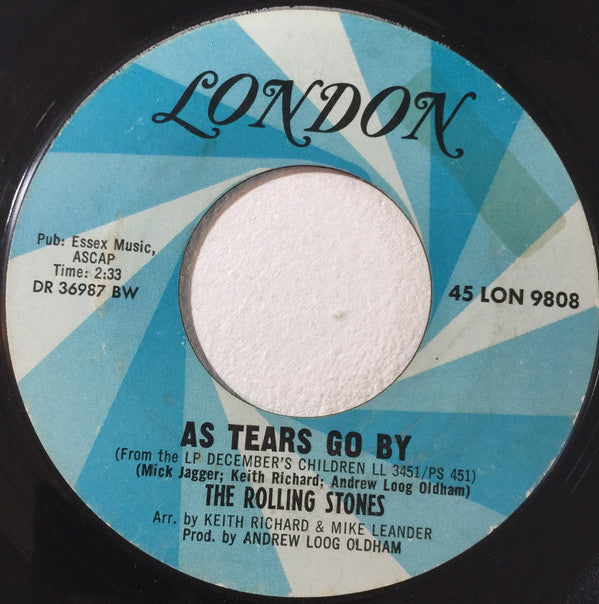 LONDON
Pub: Essex Music,
ASCAP
Time: 2:33
DR 36987 BW
45 LON 9808
AS TEARS GO BY
(From the LP DECEMBER'S CHILDREN LL 3451/PS 451)
(Mick Jagger; Keith Richard; Andrew Loog Oldham)
THE ROLLING STONES
Arr. by KEITH RICHARD & MIKE LEANDER
Prod. by ANDREW LOOG OLDHAM